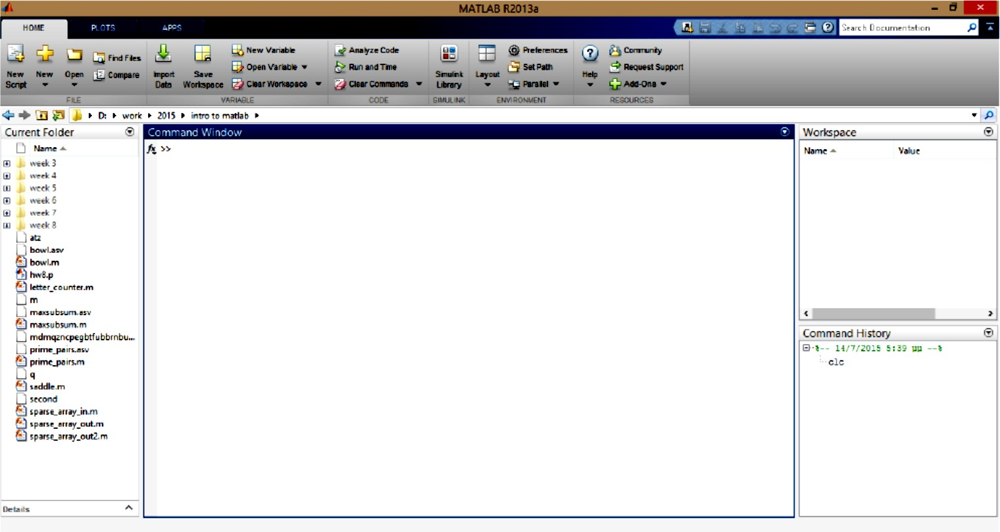 MATLAB R2013a
HOME PLOTS APPS
Search Documentation
New Script
New
Open
Find Files
Compare
FILE
Import Data
Save Workspace
New Variable
Open Variable
Clear Workspace
VARIABLE
Analyze Code
Run and Time
Clear Commands
CODE
Simulink Library
SIMULINK
Layout
Preferences
Set Path
Parallel
ENVIRONMENT
Help
Community
Request Support
Add-Ons
RESOURCES
D: work 2015 intro to matlab
Current Folder
Name
week 3
week 4
week 5
week 6
week 7
week 8
atz
bowl.asv
bowl.m
hw8.p
letter_counter.m
m
maxsubsum.asv
maxsubsum.m
mdmqzncpegbtfubbrnbu...
prime_pairs.asv
prime_pairs.m
q
saddle.m
second
sparse_array_in.m
sparse_array_out.m
sparse_array_out2.m
Details
Command Window
fx >>
Workspace
Name Value
Command History
%-- 14/7/2015 5:39 μμ --%
clc